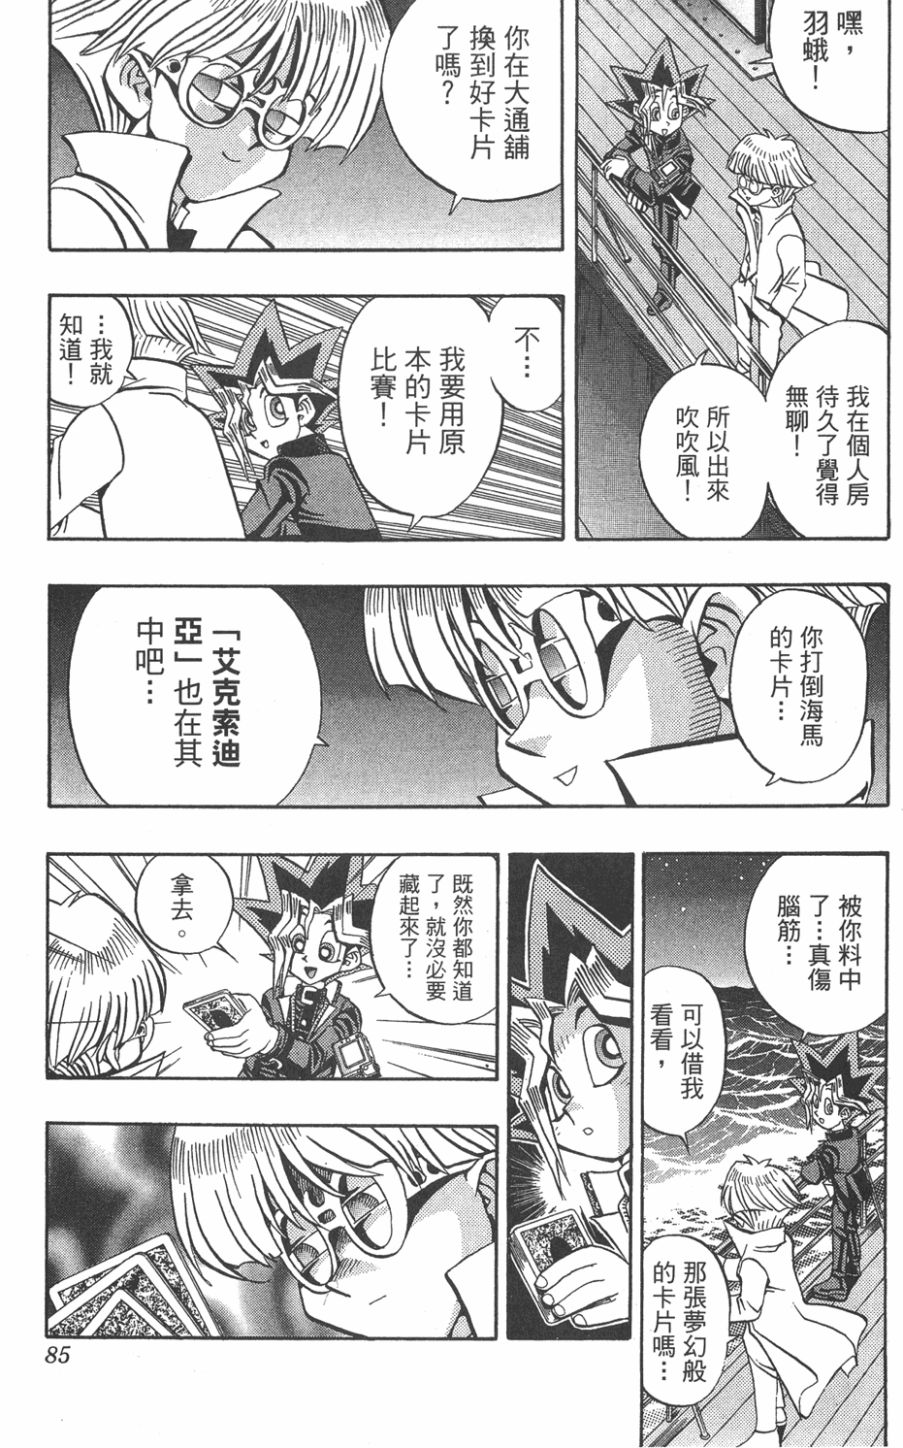 嘿，
羽蛾！
我在個人房
待久了覺得
無聊！
所以出來
吹吹風！
你在大通舖
換到好卡片
了嗎？
不…
我要用原
本的卡片
比賽！
…我就
知道！
你打倒海馬
的卡片…
「艾克索迪
亞」也在其
中吧…
被你料中
了…真傷
腦筋…
可以借我
看看，
那張夢幻般
的卡片嗎…
既然你都知道
了，就沒必要
藏起來了…
拿去。
85